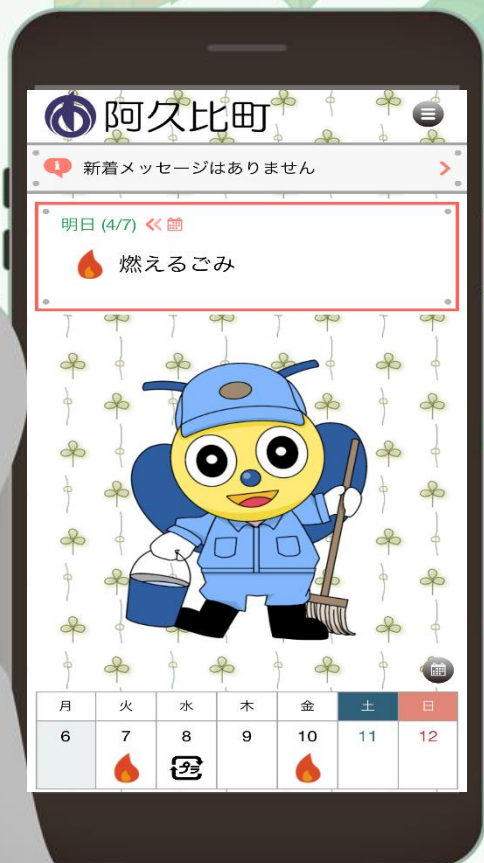 阿久比町
新着メッセージはありません
明日 (4/7)
燃えるごみ
月 火 水 木 金 土 日
6 7 8 9 10 11 12
プラ